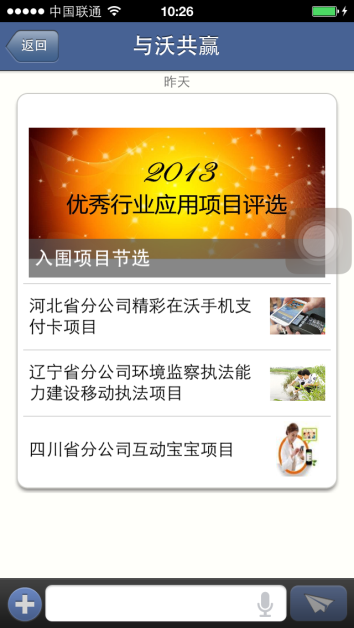 中国联通 10:26
返回 与沃共赢
昨天
2013
优秀行业应用项目评选
入围项目节选
河北省分公司精彩在沃手机支
付卡项目
辽宁省分公司环境监察执法能
力建设移动执法项目
四川省分公司互动宝宝项目